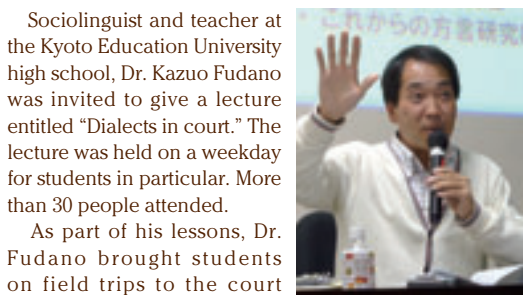 Sociolinguist and teacher at
the Kyoto Education University
high school, Dr. Kazuo Fudano
was invited to give a lecture
entitled “Dialects in court.” The
lecture was held on a weekday
for students in particular. More
than 30 people attended.
As part of his lessons, Dr.
Fudano brought students
on field trips to the court
・これからの方言研究